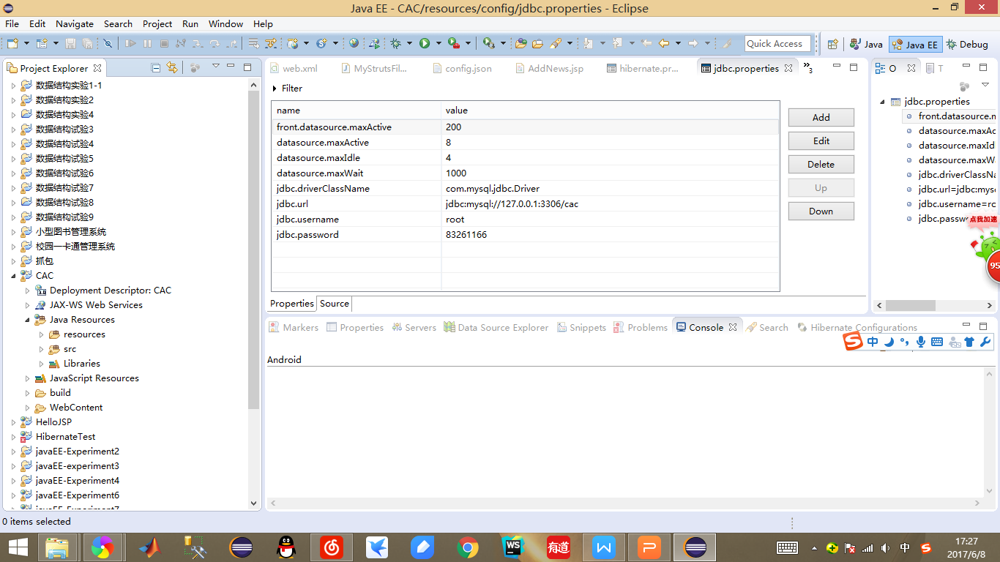 Java EE - CAC/resources/config/jdbc.properties - Eclipse
File Edit Navigate Search Project Run Window Help
Quick Access Java Java EE Debug
Project Explorer
数据结构实验1-1
数据结构实验2
数据结构实验4
数据结构试验3
数据结构试验4
数据结构试验5
数据结构试验6
数据结构试验7
数据结构试验8
数据结构试验9
小型图书管理系统
校园一卡通管理系统
抓包
CAC
Deployment Descriptor: CAC
JAX-WS Web Services
Java Resources
resources
src
Libraries
JavaScript Resources
build
WebContent
HelloJSP
HibernateTest
javaEE-Experiment2
javaEE-experiment3
javaEE-Experiment4
javaEE-Experiment6
javaEE-Experiment7
web.xml MyStrutsFil... config.json AddNews.jsp hibernate.pr... jdbc.properties »3
Filter
name value
front.datasource.maxActive 200
datasource.maxActive 8
datasource.maxIdle 4
datasource.maxWait 1000
jdbc.driverClassName com.mysql.jdbc.Driver
jdbc.url jdbc:mysql://127.0.0.1:3306/cac
jdbc.username root
jdbc.password 83261166
Add
Edit
Delete
Up
Down
Properties Source
O T
jdbc.properties
front.datasource.m
datasource.maxAc
datasource.maxId
datasource.maxW
jdbc.driverClassNa
jdbc.url=jdbc:mys
jdbc.username=ro
jdbc.passw
点我加速
95
Markers Properties Servers Data Source Explorer Snippets Problems Console Search Hibernate Configurations
S 中
Android
0 items selected
WS 有道 W P 中 S
17:27
2017/6/8